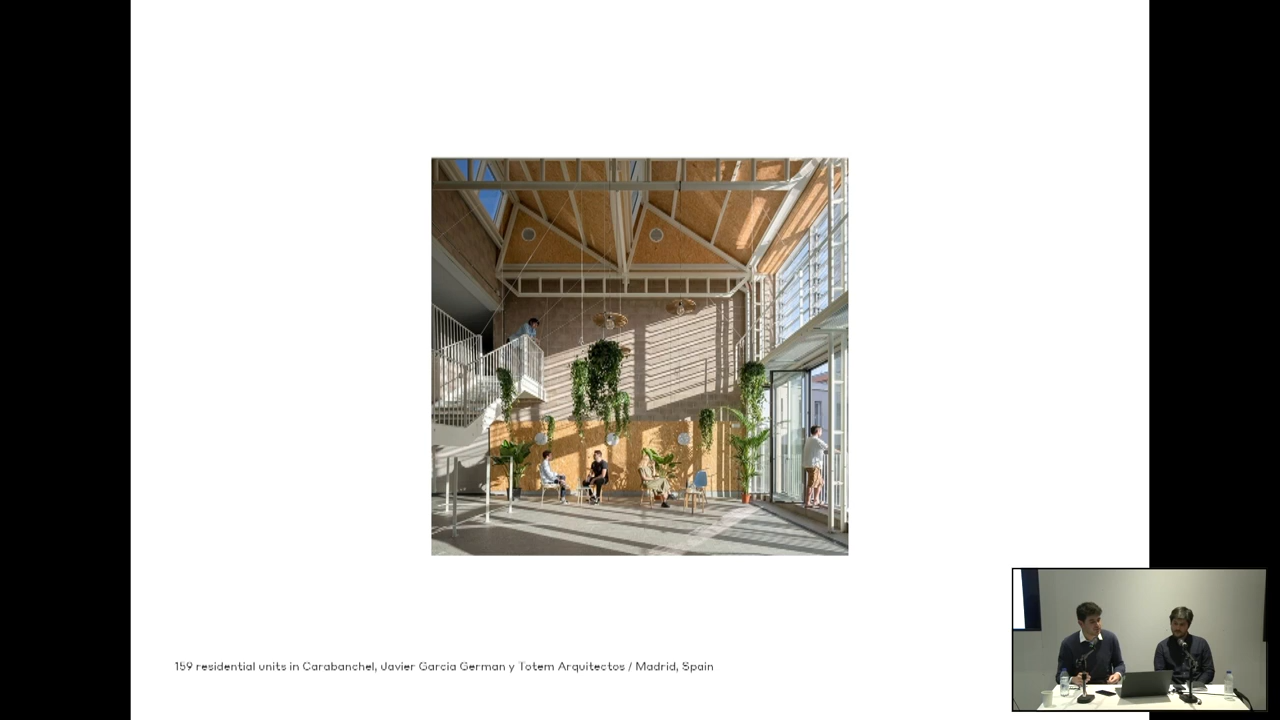 159 residential units in Carabanchel, Javier Garcia German y Totem Arquitectos / Madrid, Spain